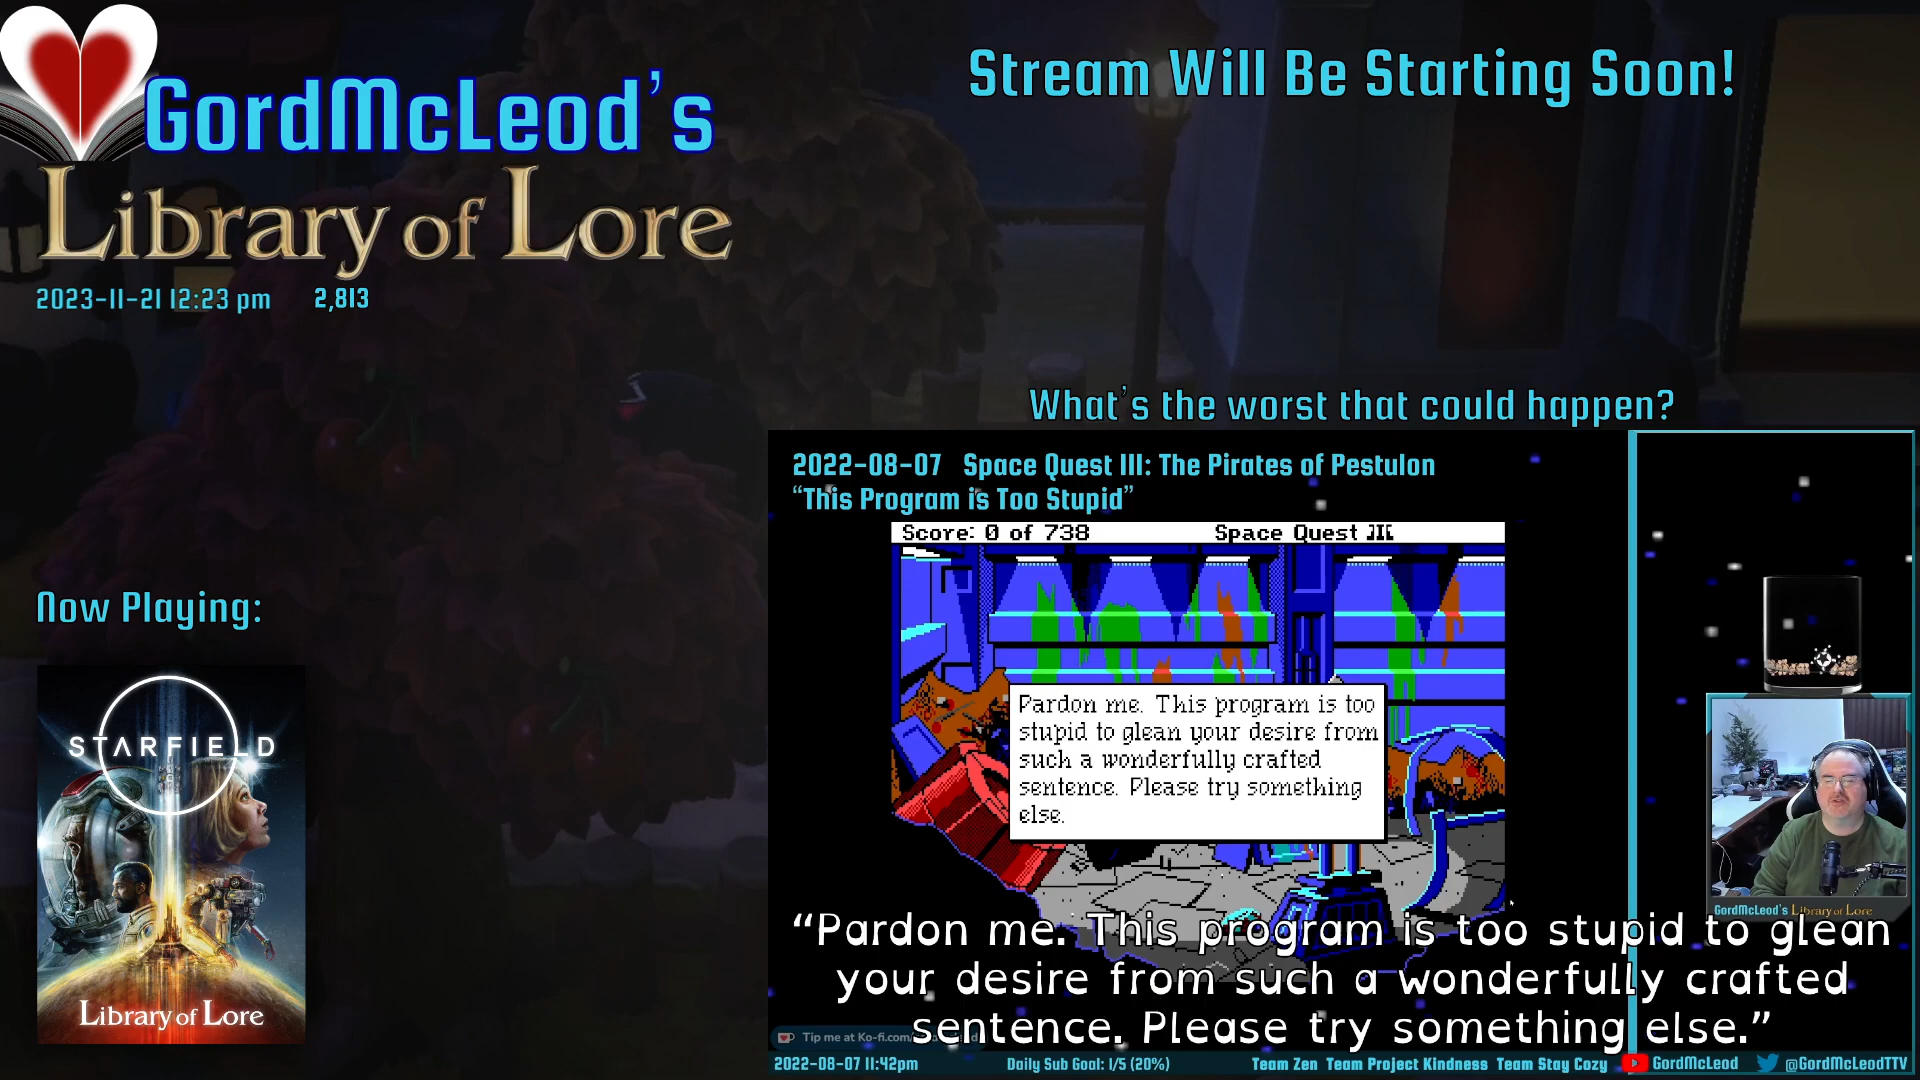 GordMcLeod's
Library of Lore
2023-11-21 12:23 pm 2,813
Stream Will Be Starting Soon!
What's the worst that could happen?
Now Playing:
STARFIELD
Library of Lore
2022-08-07 Space Quest III: The Pirates of Pestulon
“This Program is Too Stupid”
Score: 0 of 738 Space Quest III
Pardon me. This program is too
stupid to glean your desire from
such a wonderfully crafted
sentence. Please try something
else.
GordMcLeod's Library of Lore
“Pardon me. This program is too stupid to glean
your desire from such a wonderfully crafted
sentence. Please try something else.”
Tip me at Ko-fi.com/
2022-08-07 11:42pm Daily Sub Goal: 1/5 (20%) Team Zen Team Project Kindness Team Stay Cozy GordMcLeod @GordMcLeodTTV